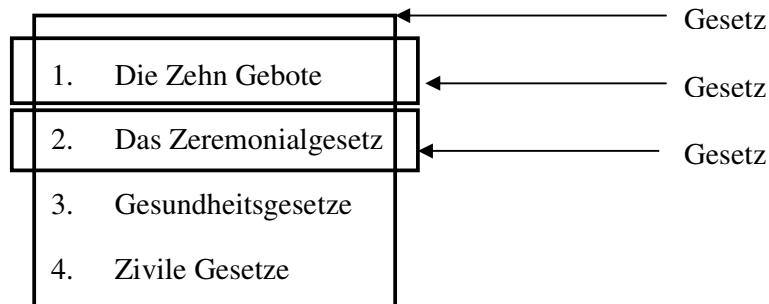 Gesetz
1. Die Zehn Gebote
Gesetz
2. Das Zeremonialgesetz
Gesetz
3. Gesundheitsgesetze
4. Zivile Gesetze